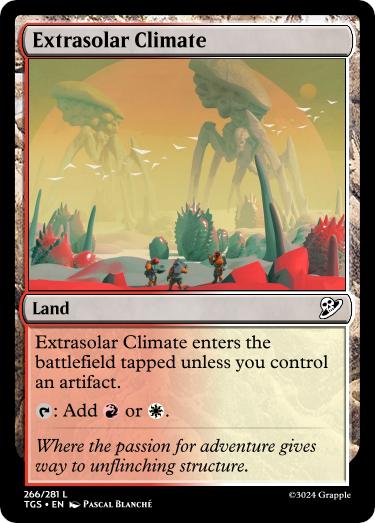 Extrasolar Climate
Land
Extrasolar Climate enters the
battlefield tapped unless you control
an artifact.
: Add or .
Where the passion for adventure gives
way to unflinching structure.
266/281 L
TGS • EN Pascal Blanché
©3024 Grapple